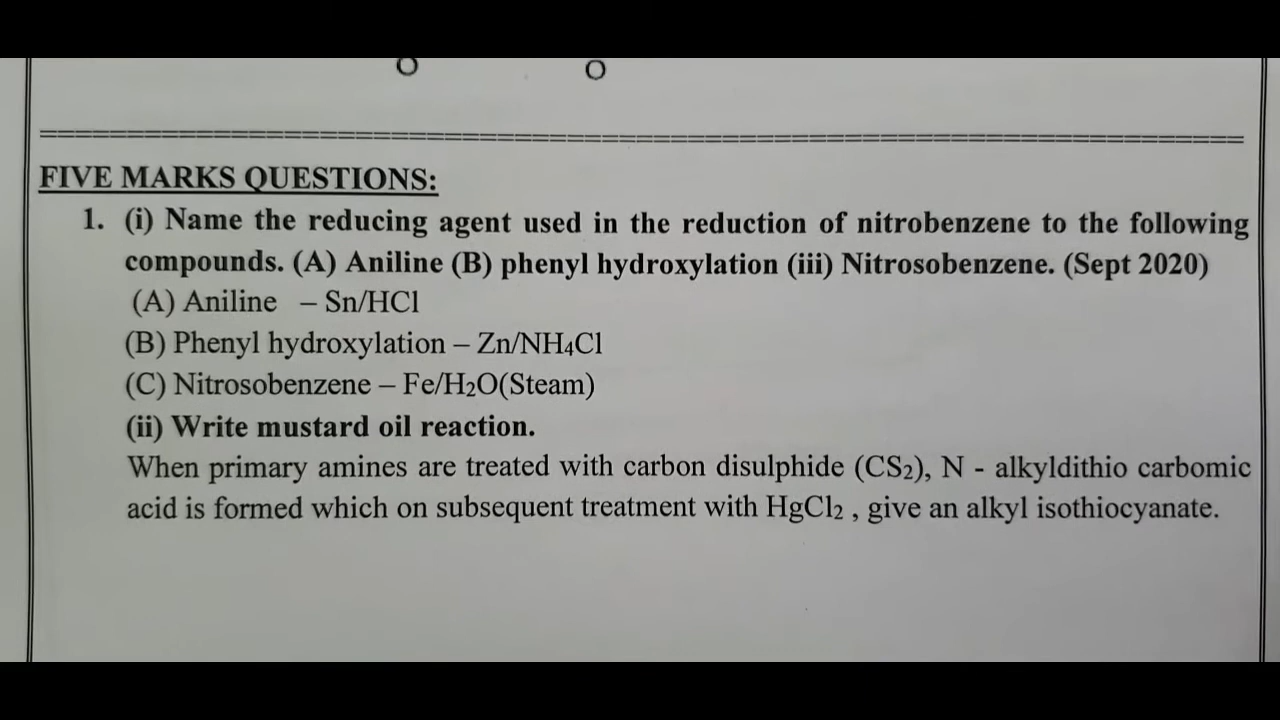 O O
FIVE MARKS QUESTIONS:
1. (i) Name the reducing agent used in the reduction of nitrobenzene to the following
compounds. (A) Aniline (B) phenyl hydroxylation (iii) Nitrosobenzene. (Sept 2020)
(A) Aniline – Sn/HCl
(B) Phenyl hydroxylation – Zn/NH₄Cl
(C) Nitrosobenzene – Fe/H₂O(Steam)
(ii) Write mustard oil reaction.
When primary amines are treated with carbon disulphide (CS₂), N - alkyldithio carbomic
acid is formed which on subsequent treatment with HgCl₂ , give an alkyl isothiocyanate.